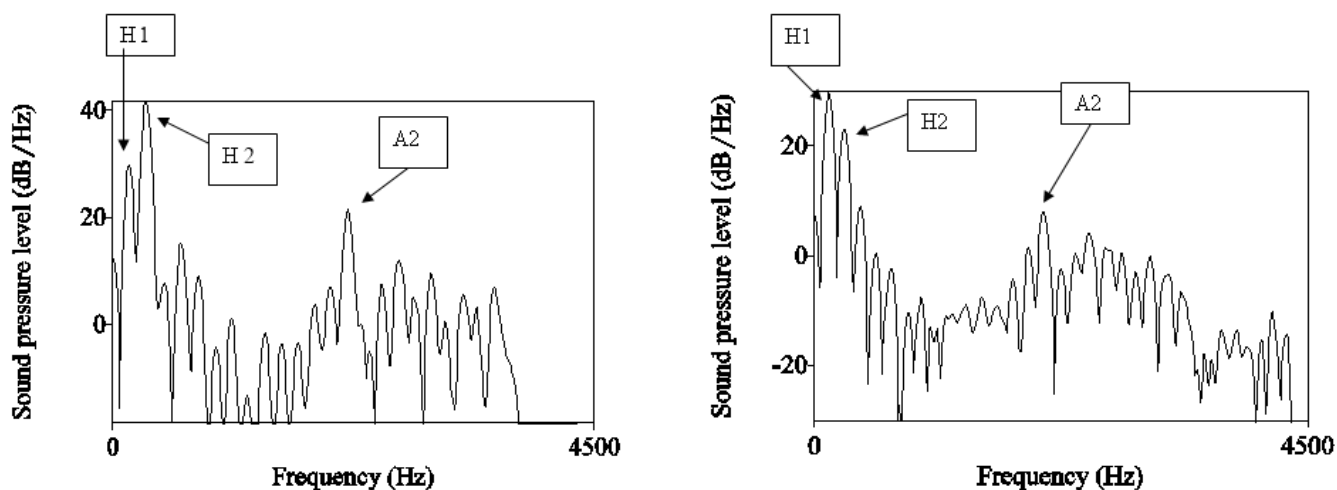 H1
40
H 2
A2
20
0
Sound pressure level (dB/Hz)
0
4500
Frequency (Hz)
H1
A2
H2
20
0
-20
Sound pressure level (dB/Hz)
0
4500
Frequency (Hz)